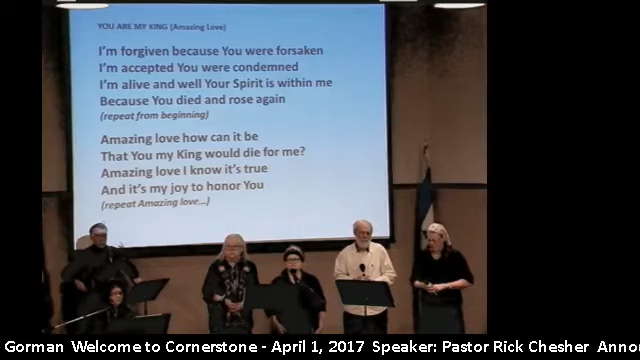 YOU ARE MY KING (Amazing Love)
I'm forgiven because You were forsaken
I'm accepted You were condemned
I'm alive and well Your Spirit is within me
Because You died and rose again
(repeat from beginning)
Amazing love how can it be
That You my King would die for me?
Amazing love I know it's true
And it's my joy to honor You
(repeat Amazing love...)
Gorman Welcome to Cornerstone - April 1, 2017 Speaker: Pastor Rick Chesher Anno